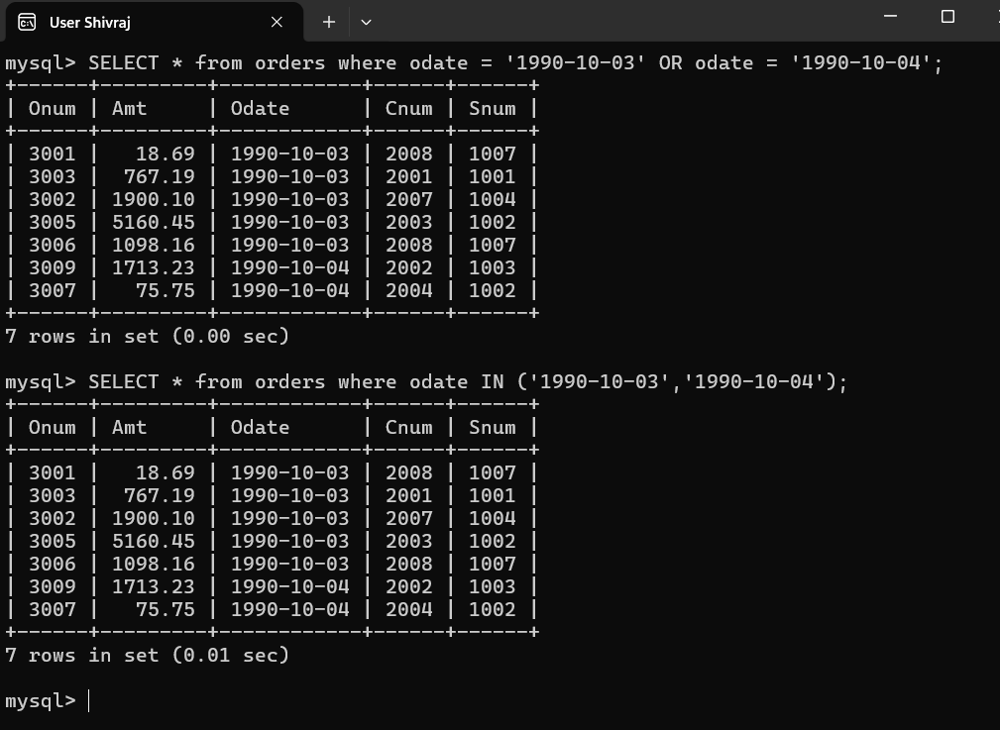 User Shivraj
mysql> SELECT * from orders where odate = '1990-10-03' OR odate = '1990-10-04';
+------+---------+------------+------+------+
| Onum | Amt     | Odate      | Cnum | Snum |
+------+---------+------------+------+------+
| 3001 |   18.69 | 1990-10-03 | 2008 | 1007 |
| 3003 |  767.19 | 1990-10-03 | 2001 | 1001 |
| 3002 | 1900.10 | 1990-10-03 | 2007 | 1004 |
| 3005 | 5160.45 | 1990-10-03 | 2003 | 1002 |
| 3006 | 1098.16 | 1990-10-03 | 2008 | 1007 |
| 3009 | 1713.23 | 1990-10-04 | 2002 | 1003 |
| 3007 |   75.75 | 1990-10-04 | 2004 | 1002 |
+------+---------+------------+------+------+
7 rows in set (0.00 sec)
mysql> SELECT * from orders where odate IN ('1990-10-03','1990-10-04');
+------+---------+------------+------+------+
| Onum | Amt     | Odate      | Cnum | Snum |
+------+---------+------------+------+------+
| 3001 |   18.69 | 1990-10-03 | 2008 | 1007 |
| 3003 |  767.19 | 1990-10-03 | 2001 | 1001 |
| 3002 | 1900.10 | 1990-10-03 | 2007 | 1004 |
| 3005 | 5160.45 | 1990-10-03 | 2003 | 1002 |
| 3006 | 1098.16 | 1990-10-03 | 2008 | 1007 |
| 3009 | 1713.23 | 1990-10-04 | 2002 | 1003 |
| 3007 |   75.75 | 1990-10-04 | 2004 | 1002 |
+------+---------+------------+------+------+
7 rows in set (0.01 sec)
mysql>